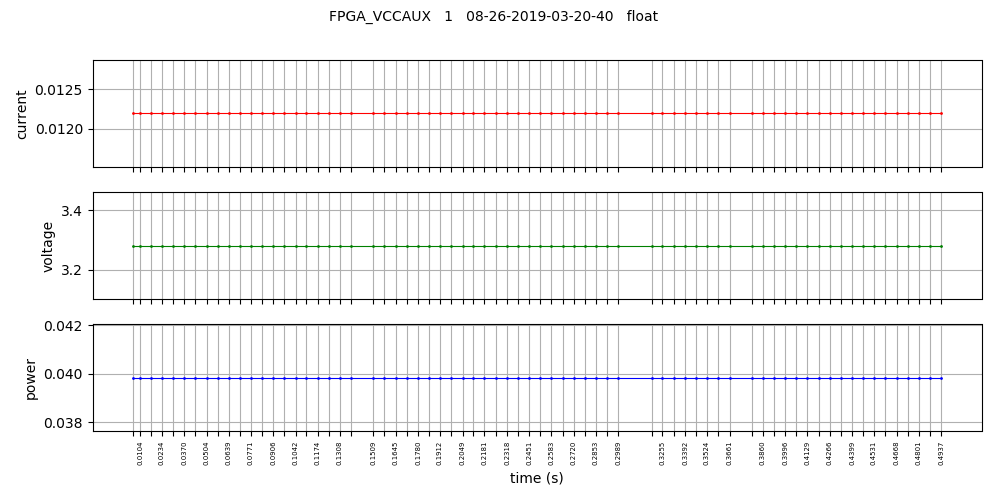 FPGA_VCCAUX 1 08-26-2019-03-20-40 float
current
0.0125
0.0120
voltage
3.4
3.2
power
0.042
0.040
0.038
0.0104 0.0234 0.0370 0.0504 0.0639 0.0771 0.0906 0.1042 0.1174 0.1308 0.1509 0.1645 0.1780 0.1912 0.2049 0.2181 0.2318 0.2451 0.2583 0.2720 0.2853 0.2989 0.3255 0.3392 0.3524 0.3661 0.3860 0.3996 0.4129 0.4266 0.4399 0.4531 0.4668 0.4801 0.4937
time (s)